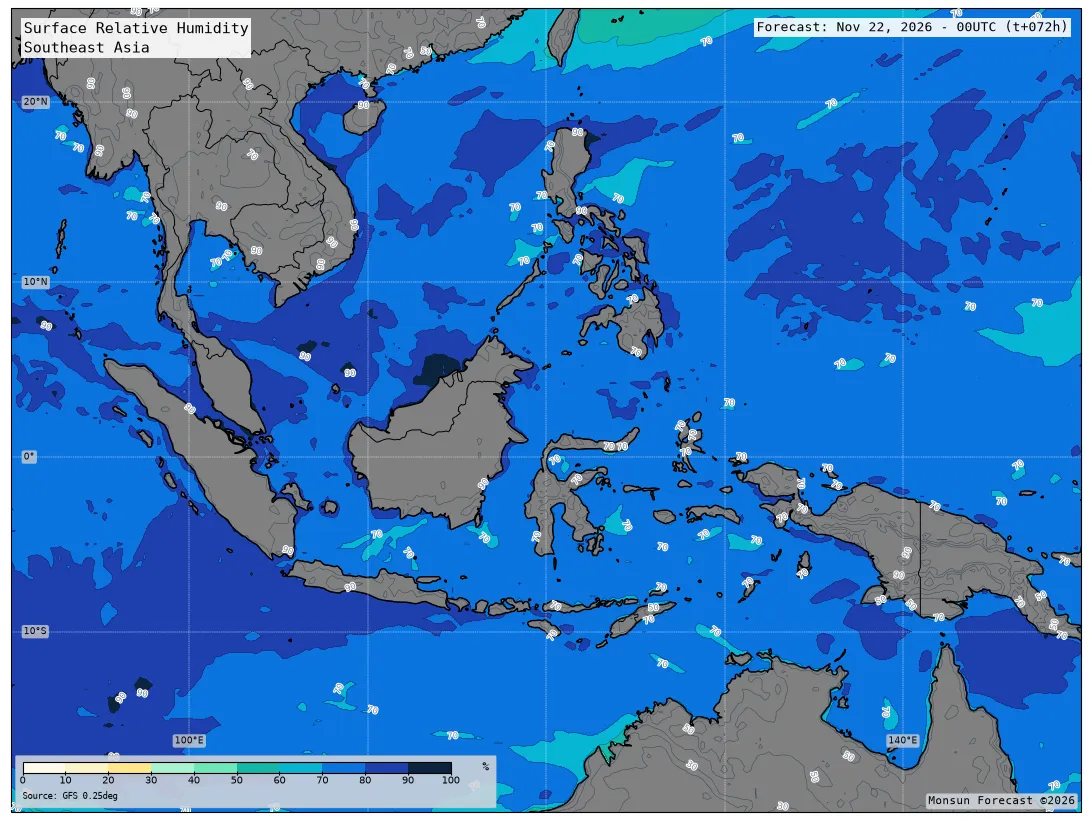 Surface Relative Humidity
Southeast Asia
Forecast: Nov 22, 2026 - 00UTC (t+072h)
20°N
10°N
0°
10°S
100°E
140°E
%
0 10 20 30 40 50 60 70 80 90 100
Source: GFS 0.25deg
Monsun Forecast ©2026